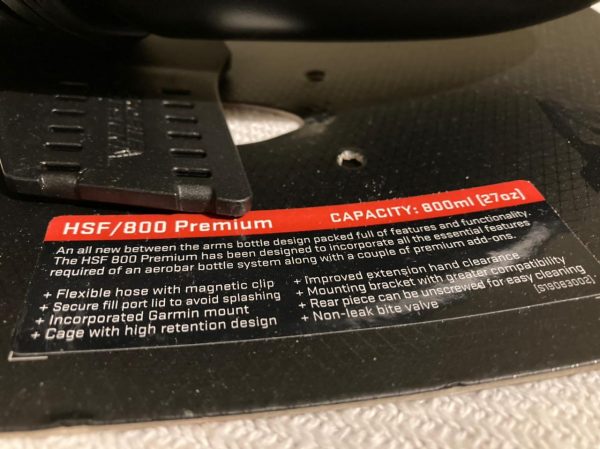 HSF/800 Premium
CAPACITY: 800ml [27oz]
An all new between the arms bottle design packed full of features and functionality.
The HSF 800 Premium has been designed to incorporate all the essential features
required of an aerobar bottle system along with a couple of premium add-ons.
+ Flexible hose with magnetic clip
+ Secure fill port lid to avoid splashing
+ Incorporated Garmin mount
+ Cage with high retention design
+ Improved extension hand clearance
+ Mounting bracket with greater compatibility
+ Rear piece can be unscrewed for easy cleaning
+ Non-leak bite valve
[519083002]